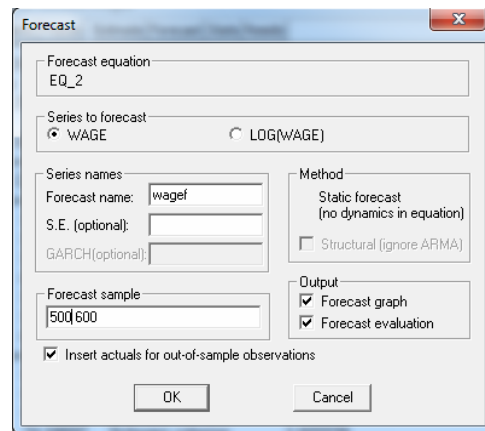 Forecast
Forecast equation
EQ_2
Series to forecast
WAGE
LOG(WAGE)
Series names
Forecast name: wagef
S.E. (optional):
GARCH(optional):
Method
Static forecast
(no dynamics in equation)
Structural (ignore ARMA)
Forecast sample
500 600
Output
Forecast graph
Forecast evaluation
Insert actuals for out-of-sample observations
OK
Cancel